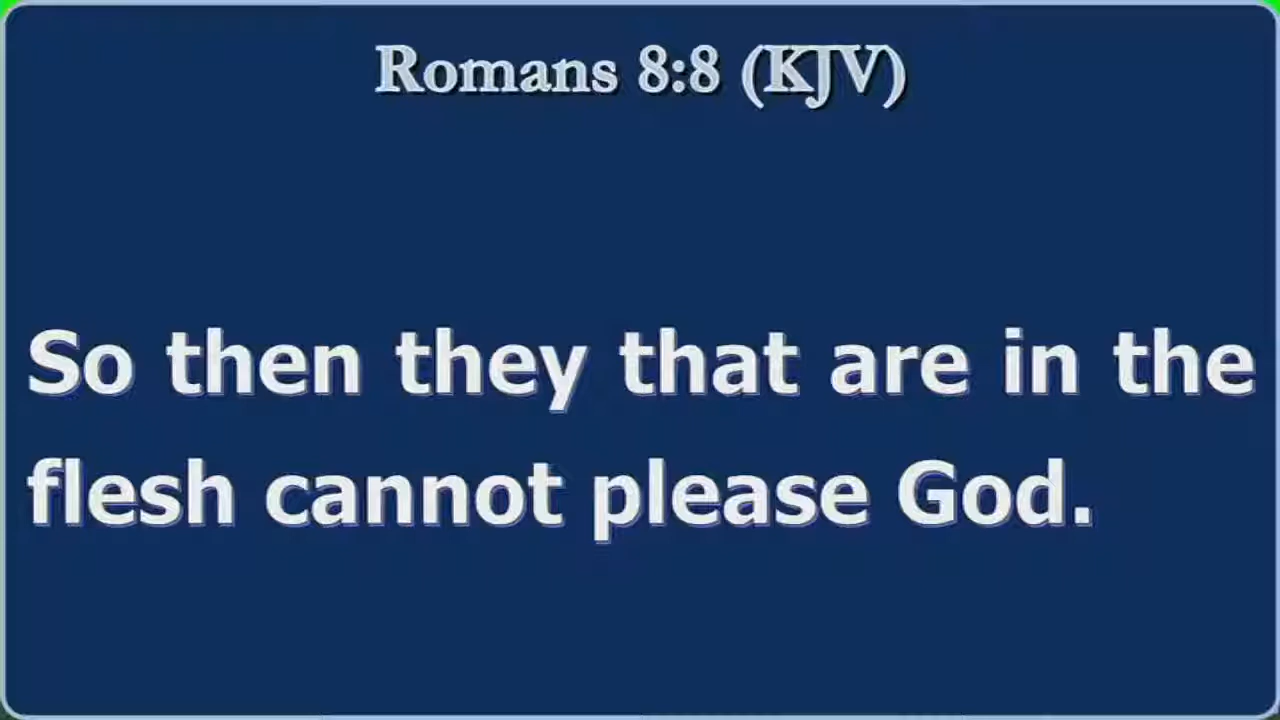 Romans 8:8 (KJV)
So then they that are in the
flesh cannot please God.